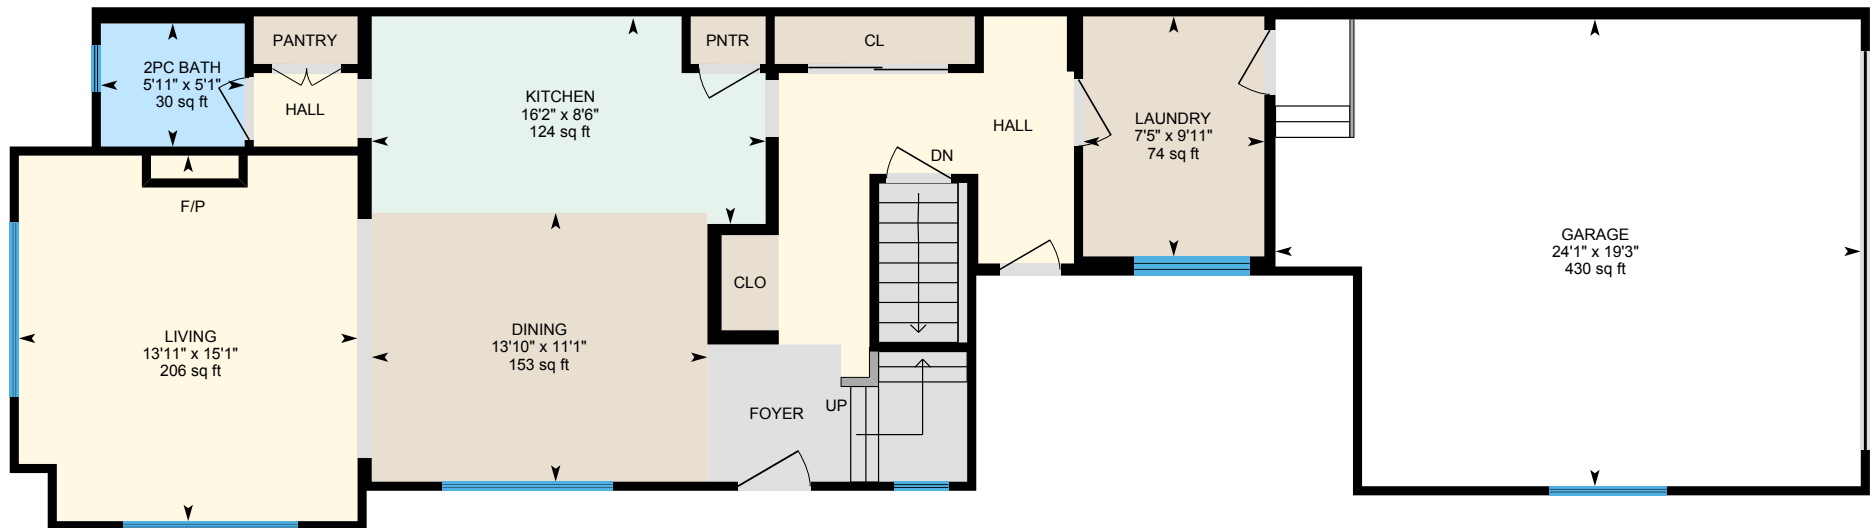 PANTRY
PNTR
CL
2PC BATH
5'11" x 5'1"
30 sq ft
HALL
KITCHEN
16'2" x 8'6"
124 sq ft
HALL
LAUNDRY
7'5" x 9'11"
74 sq ft
DN
F/P
GARAGE
24'1" x 19'3"
430 sq ft
CLO
LIVING
13'11" x 15'1"
206 sq ft
DINING
13'10" x 11'1"
153 sq ft
FOYER
UP